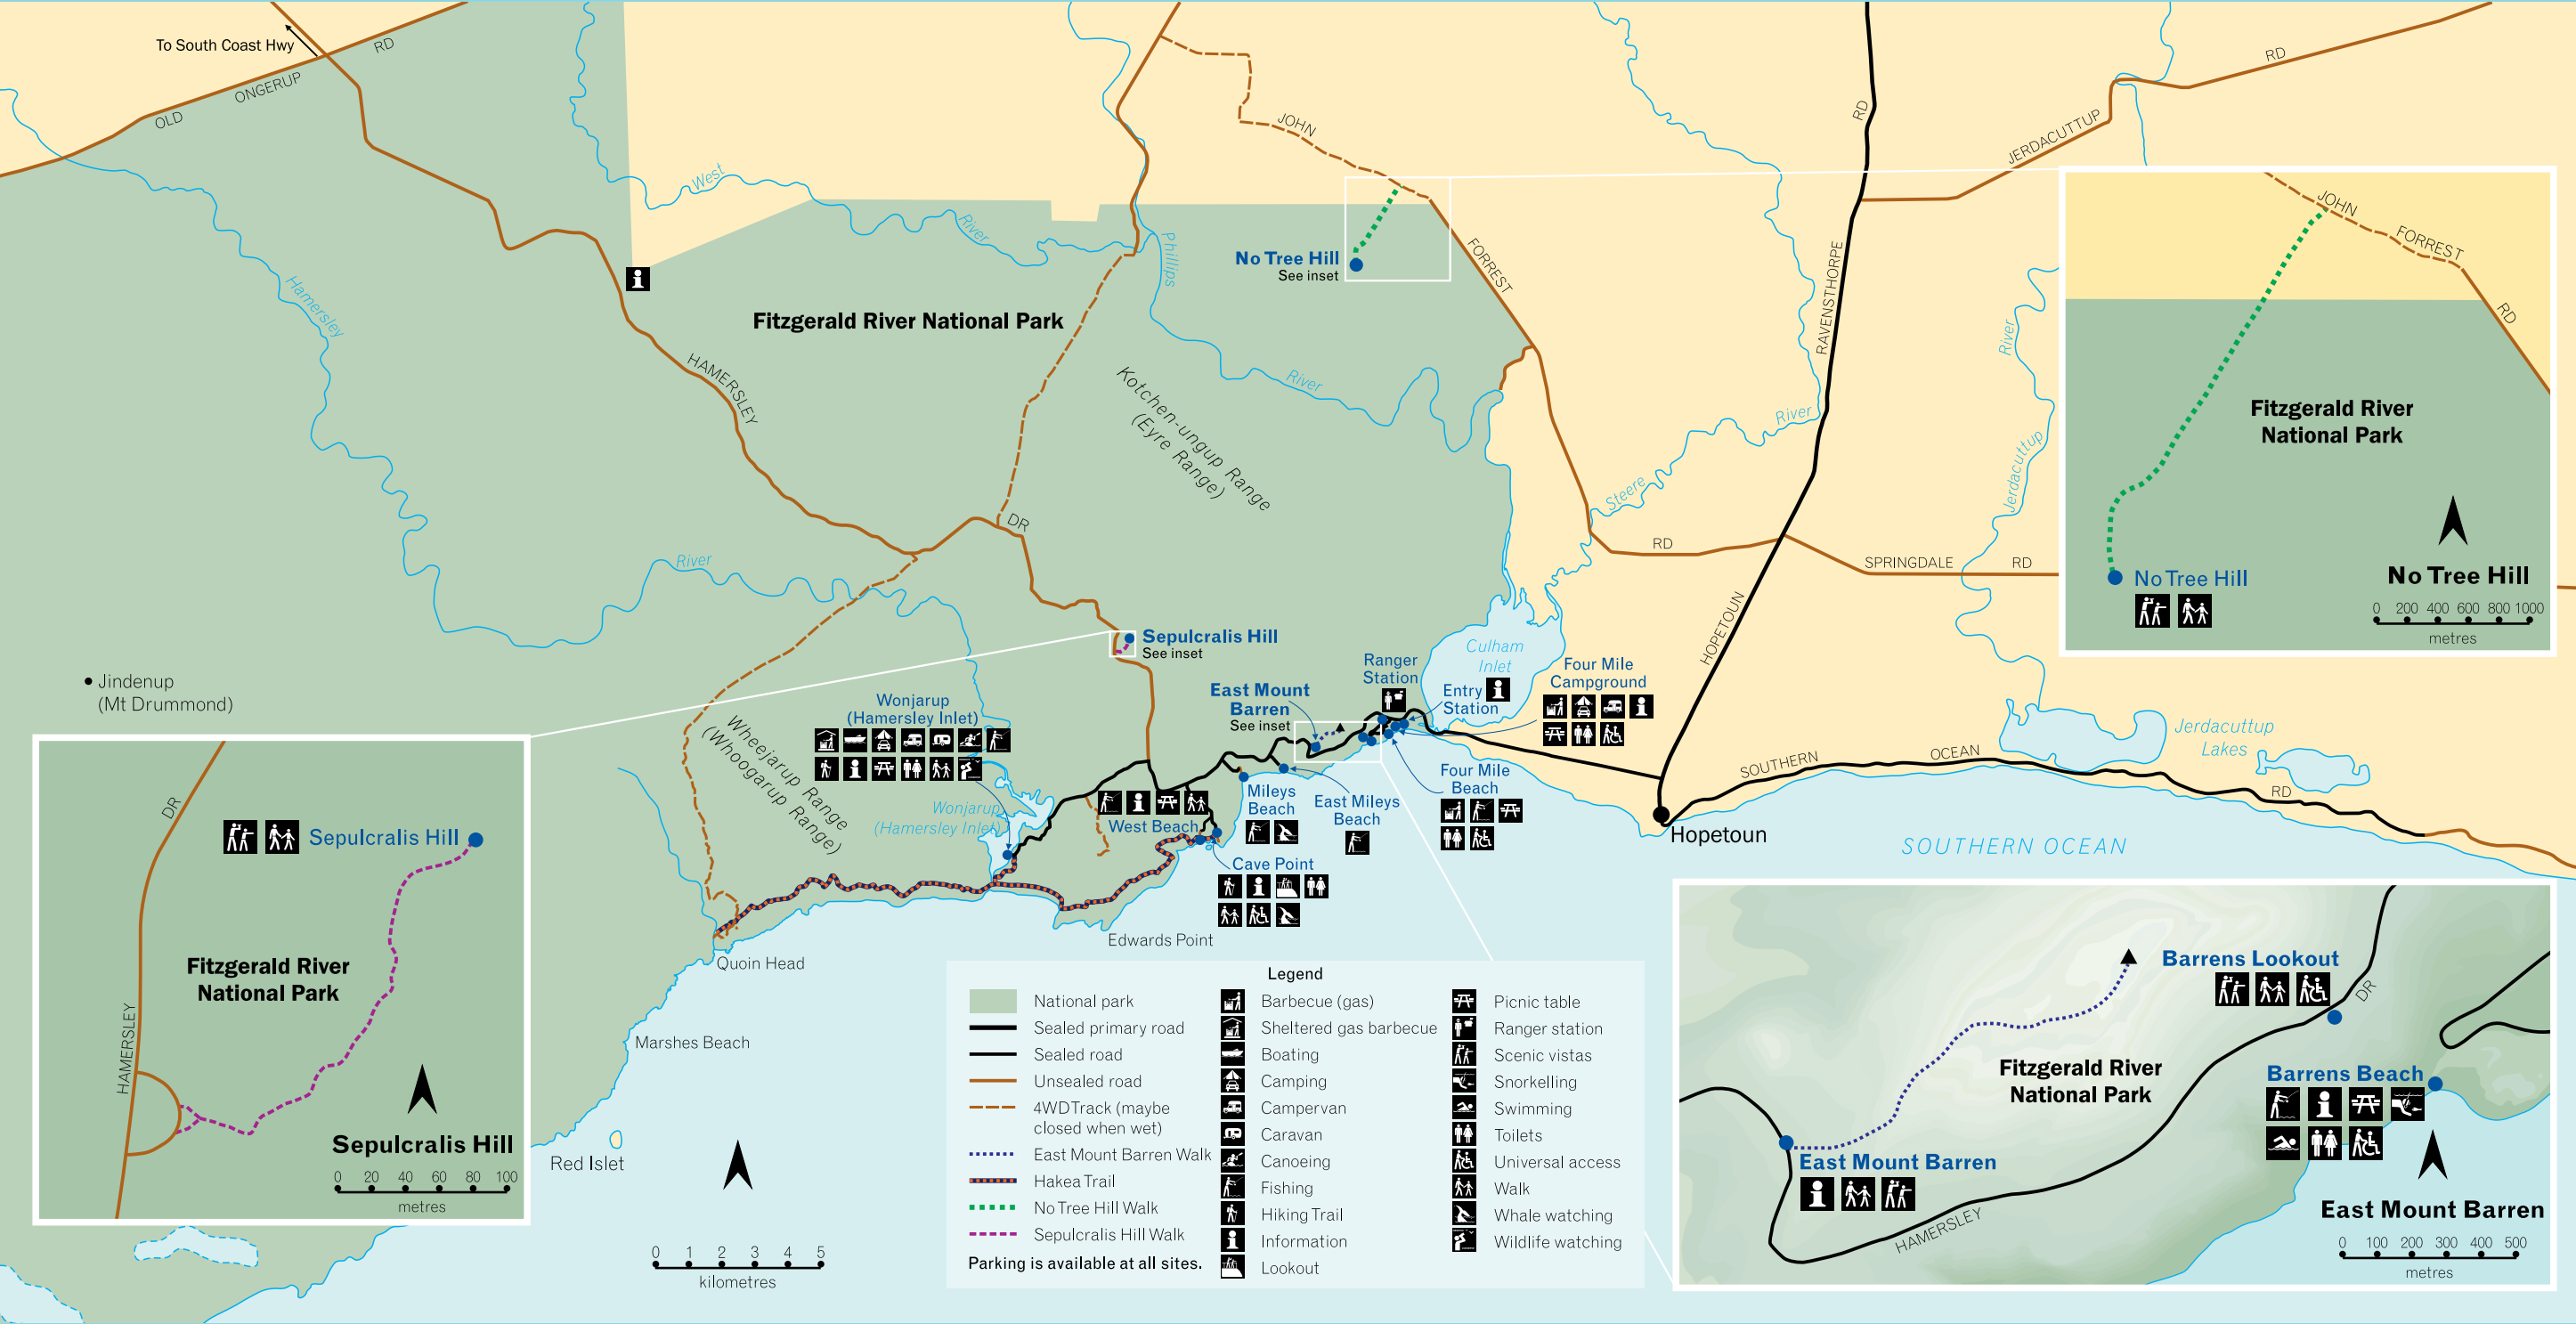 To South Coast Hwy
RD
OLD
ONGERUP
West
River
Hamersley
River
Fitzgerald River National Park
HAMERSLEY
DR
Phillips
River
Kotchen-ungup Range
(Eyre Range)
JOHN
FORREST
RD
No Tree Hill
See inset
RD
RAVENSTHORPE
HOPETOUN
Steere
River
JERDACUTTUP
RD
River
Jerdacuttup
SPRINGDALE
RD
Jindenup
(Mt Drummond)
Sepulcralis Hill
See inset
Wonjarup
(Hamersley Inlet)
Wheejarup Range
(Whoogarup Range)
Wonjarup
(Hamersley Inlet)
West Beach
East Mount
Barren
See inset
Ranger
Station
Entry
Station
Culham
Inlet
Four Mile
Campground
Mileys
Beach
East Mileys
Beach
Four Mile
Beach
Cave Point
Hopetoun
SOUTHERN
OCEAN
RD
Jerdacuttup
Lakes
SOUTHERN OCEAN
Edwards Point
Quoin Head
Marshes Beach
Red Islet
0 1 2 3 4 5
kilometres
JOHN
FORREST
RD
Fitzgerald River
National Park
No Tree Hill
No Tree Hill
0 200 400 600 800 1000
metres
DR
HAMERSLEY
Sepulcralis Hill
Fitzgerald River
National Park
Sepulcralis Hill
0 20 40 60 80 100
metres
Legend
National park
Sealed primary road
Sealed road
Unsealed road
4WD Track (maybe
closed when wet)
East Mount Barren Walk
Hakea Trail
No Tree Hill Walk
Sepulcralis Hill Walk
Parking is available at all sites.
Barbecue (gas)
Sheltered gas barbecue
Boating
Camping
Campervan
Caravan
Canoeing
Fishing
Hiking Trail
Information
Lookout
Picnic table
Ranger station
Scenic vistas
Snorkelling
Swimming
Toilets
Universal access
Walk
Whale watching
Wildlife watching
Barrens Lookout
DR
Fitzgerald River
National Park
Barrens Beach
East Mount Barren
HAMERSLEY
East Mount Barren
0 100 200 300 400 500
metres